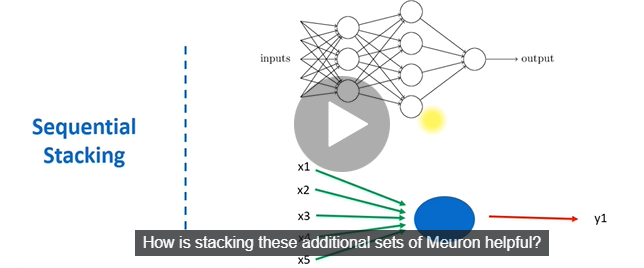 inputs
output
Sequential
Stacking
x1
x2
x3
x4
x5
y1
How is stacking these additional sets of Meuron helpful?